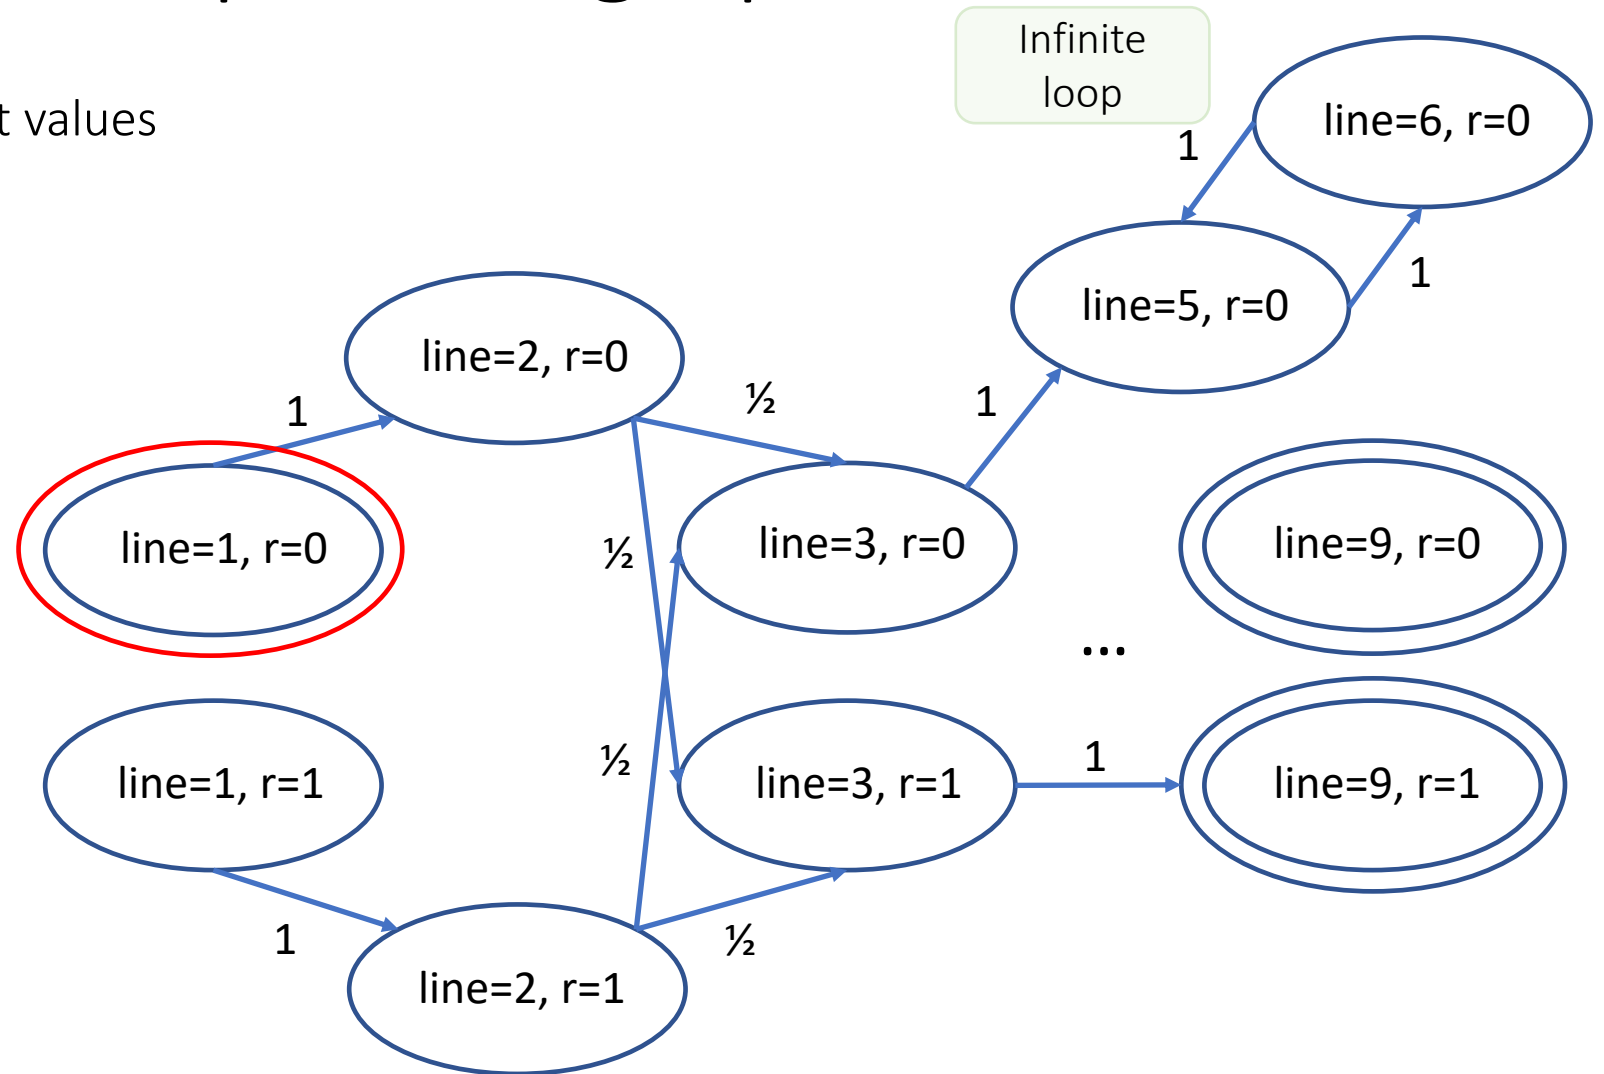 Infinite
loop
t values
line=6, r=0
1
1
line=5, r=0
line=2, r=0
1
½
1
line=1, r=0
½
line=3, r=0
line=9, r=0
...
½
line=1, r=1
line=3, r=1
1
line=9, r=1
1
½
line=2, r=1